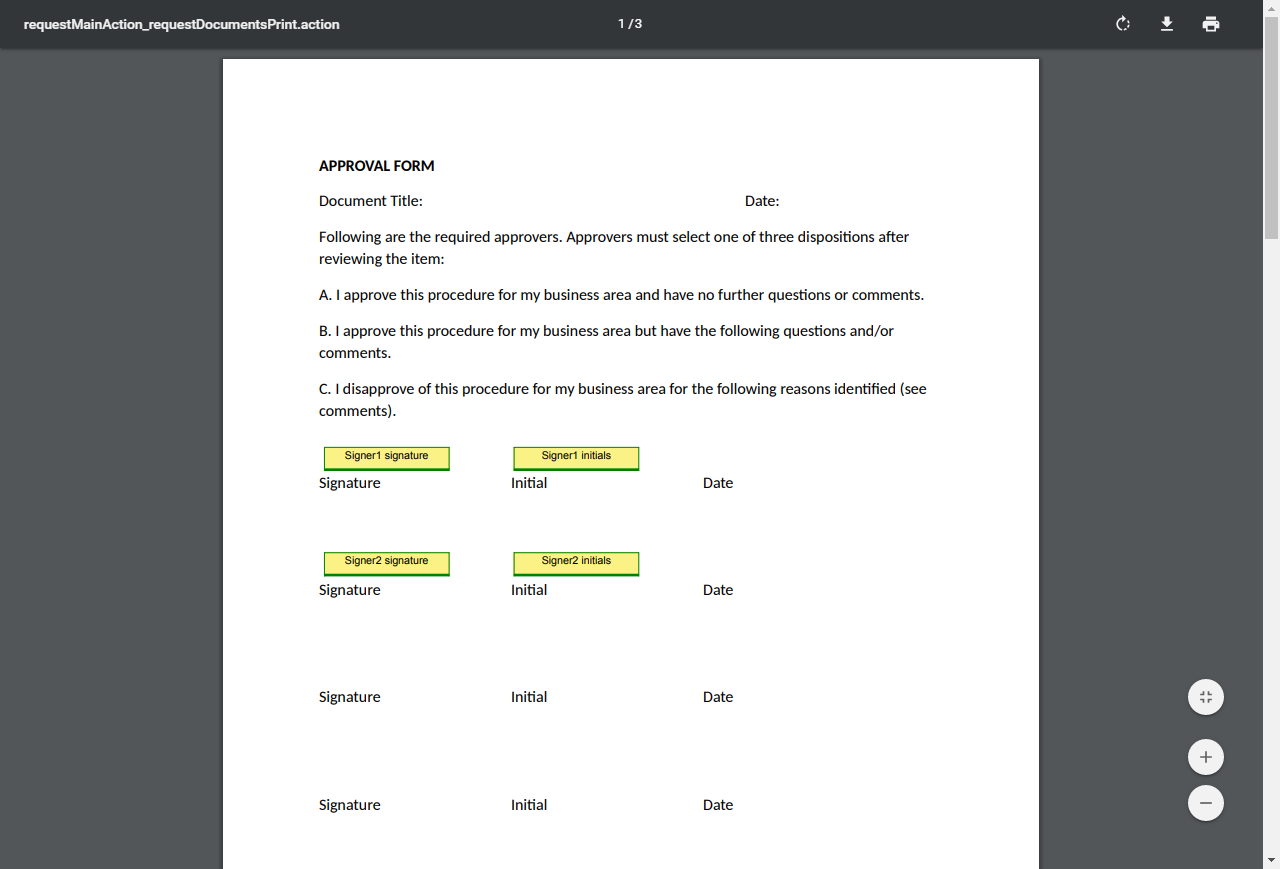 requestMainAction_requestDocumentsPrint.action 1 / 3
APPROVAL FORM
Document Title: Date:
Following are the required approvers. Approvers must select one of three dispositions after
reviewing the item:
A. I approve this procedure for my business area and have no further questions or comments.
B. I approve this procedure for my business area but have the following questions and/or
comments.
C. I disapprove of this procedure for my business area for the following reasons identified (see
comments).
Signer1 signature Signer1 initials
Signature Initial Date
Signer2 signature Signer2 initials
Signature Initial Date
Signature Initial Date
Signature Initial Date